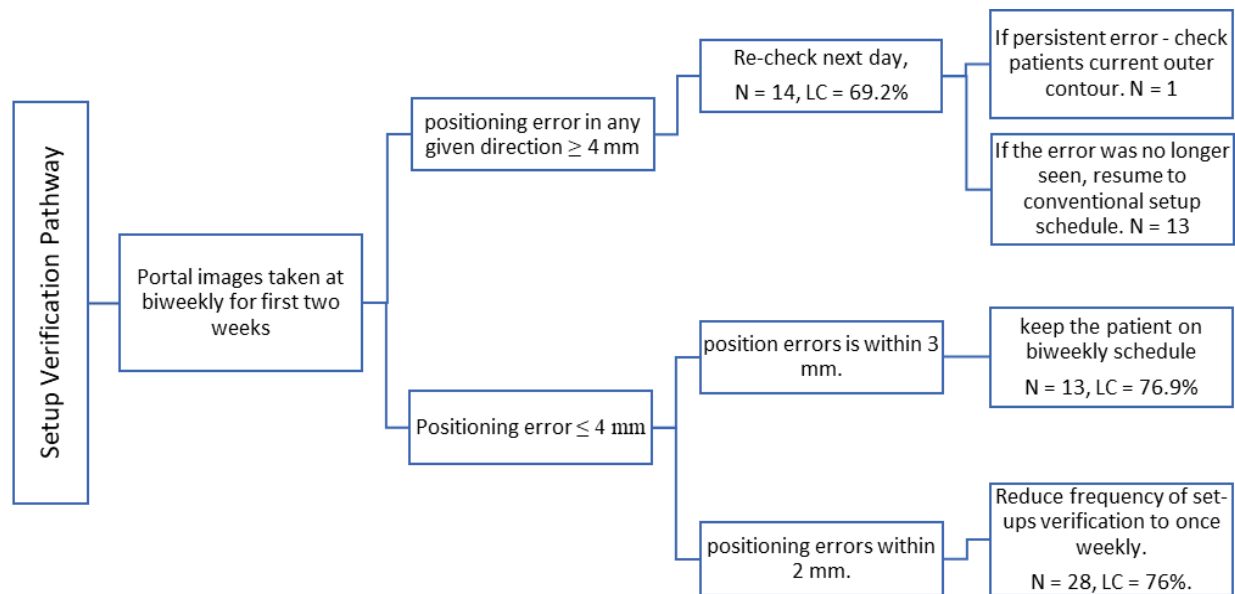 Setup Verification Pathway
Portal images taken at
biweekly for first two
weeks
positioning error in any
given direction ≥ 4 mm
Re-check next day,
N = 14, LC = 69.2%
If persistent error - check
patients current outer
contour. N = 1
If the error was no longer
seen, resume to
conventional setup
schedule. N = 13
Positioning error ≤ 4 mm
position errors is within 3
mm.
keep the patient on
biweekly schedule
N = 13, LC = 76.9%
positioning errors within
2 mm.
Reduce frequency of set-
ups verification to once
weekly.
N = 28, LC = 76%.